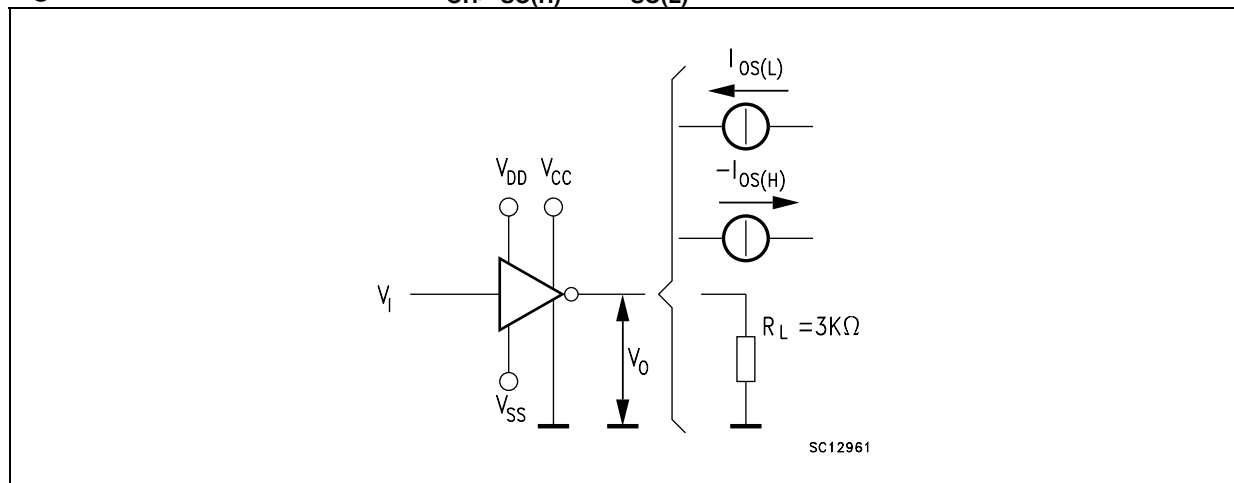 I OS(L)
-I OS(H)
V DD V CC
V I
R L =3KΩ
V O
V SS
SC12961